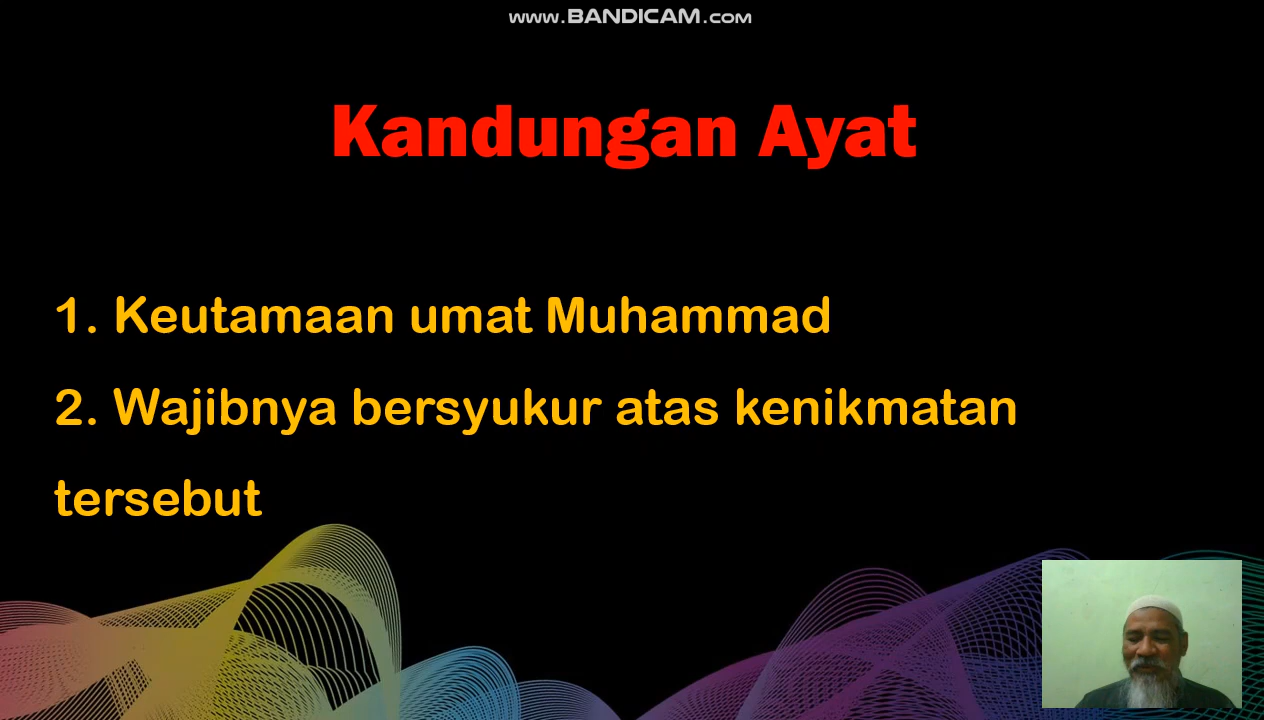 www.BANDICAM.com
Kandungan Ayat
1. Keutamaan umat Muhammad
2. Wajibnya bersyukur atas kenikmatan
tersebut